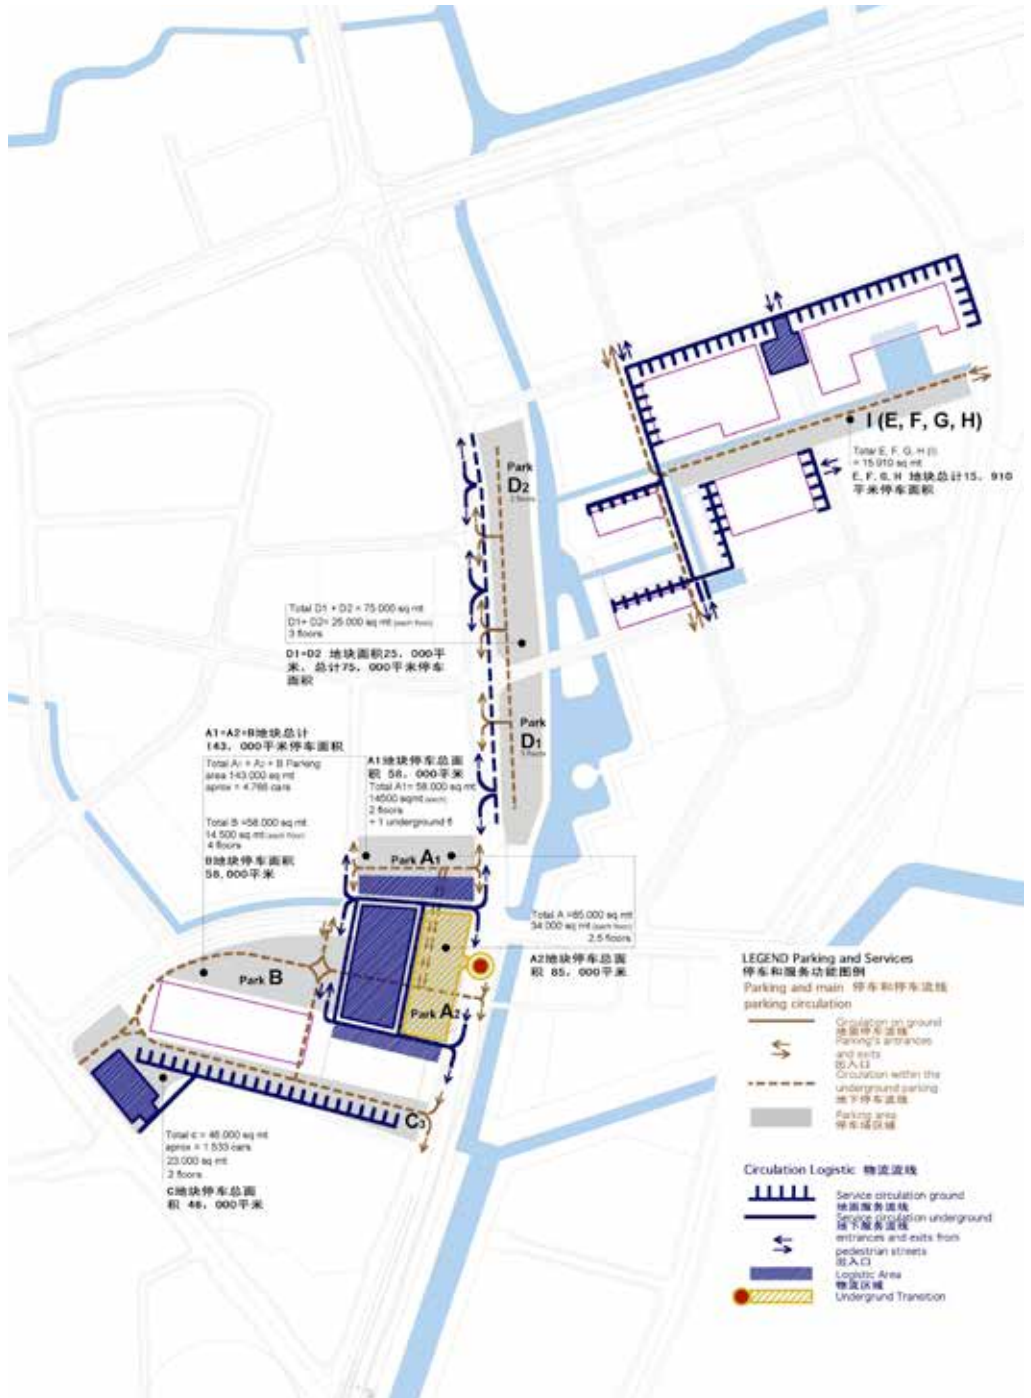 I (E, F, G, H)
Total E, F, G, H (I)
= 15.910 sq mt
E, F, G, H 地块总计15，910
平米停车面积
Park
D2
Total D1 + D2 = 75.000 sq mt
D1+ D2= 25.000 sq mt (each floor)
3 floors
D1=D2 地块面积25，000平
米，总计75，000平米停车
面积
Park
D1
A1=A2=B地块总计
143，000平米停车面积
Total A1 + A2 + B Parking
area 143.000 sq mt
aprox = 4.766 cars
Total B =58.000 sq mt
14.500 sq mt (each floor)
4 floors
B地块停车面积
58,000平米
A1地块停车总面
积 58，000平米
Total A1= 58.000 sq mt
14500 sqmt (each)
2 floors
+ 1 underground fl
Park A1
Total A =85.000 sq mt
34 000 sq mt (each floor)
2,5 floors
A2地块停车总面
积 85，000平米
Park B
Park A2
C3
Total c = 46.000 sq mt
aprox = 1.533 cars
23.000 sq mt
2 floors
C地块停车总面
积 46，000平米
LEGEND Parking and Services
停车和服务功能图例
Parking and main 停车和停车流线
parking circulation
Circulation on ground
地面停车流线
Parking's antrances
and exits
出入口
Circulation within the
underground parking
地下停车流线
Parking area
停车场区域
Circulation Logistic 物流流线
Service circulation ground
地面服务流线
Service circulation underground
地下服务流线
entrances and exits from
pedestrian streets
出入口
Logistic Area
物流区域
Undergrund Transition